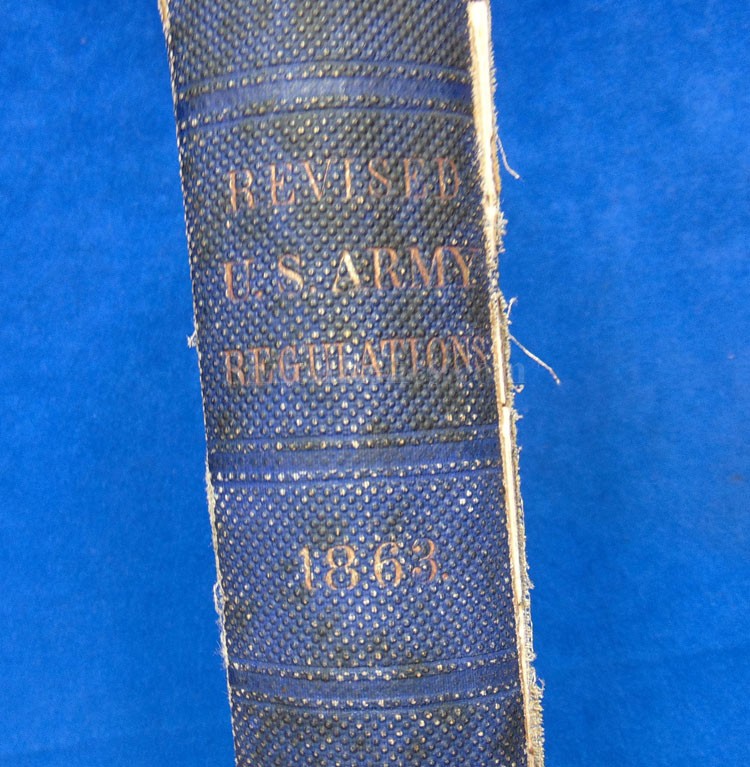 REVISED
U.S. ARMY
REGULATIONS
1863.